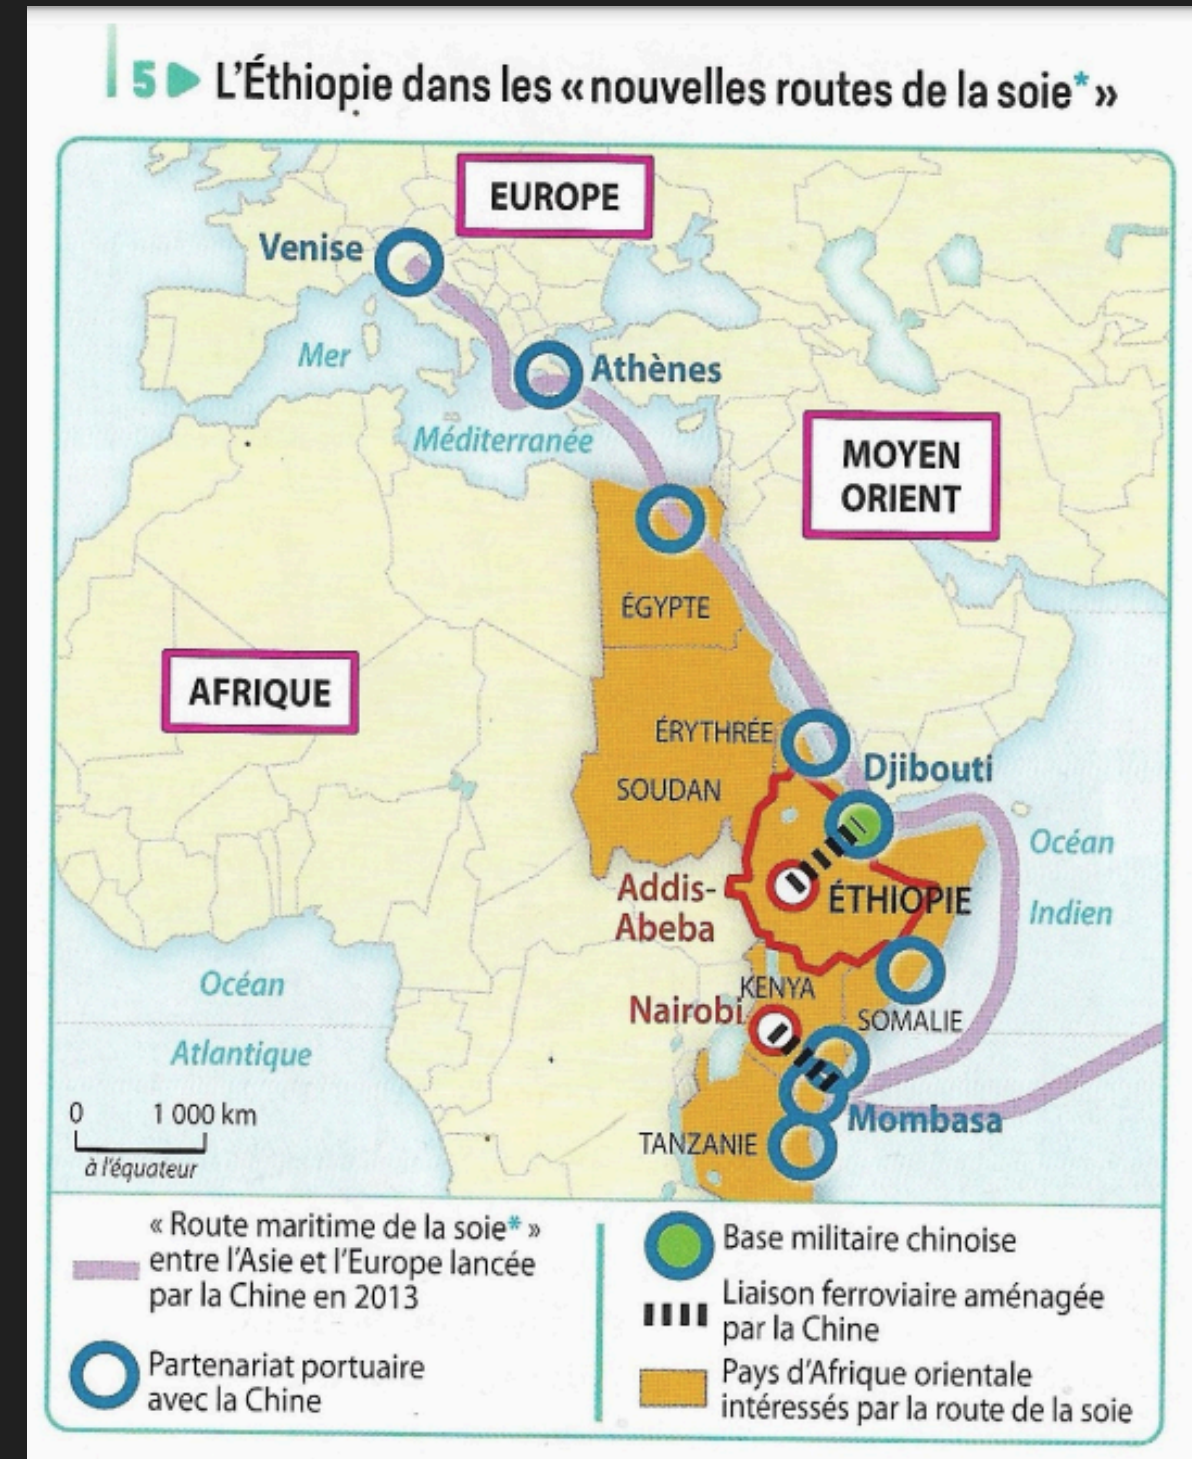 5 ▶ L'Éthiopie dans les « nouvelles routes de la soie* »
EUROPE
Venise
Mer
Athènes
Méditerranée
MOYEN
ORIENT
ÉGYPTE
AFRIQUE
ÉRYTHRÉE
Djibouti
SOUDAN
Océan
Indien
Addis-
Abeba
ÉTHIOPIE
Océan
Atlantique
KENYA
Nairobi
SOMALIE
Mombasa
TANZANIE
0 1 000 km
à l'équateur
« Route maritime de la soie* »
entre l'Asie et l'Europe lancée
par la Chine en 2013
Partenariat portuaire
avec la Chine
Base militaire chinoise
Liaison ferroviaire aménagée
par la Chine
Pays d'Afrique orientale
intéressés par la route de la soie